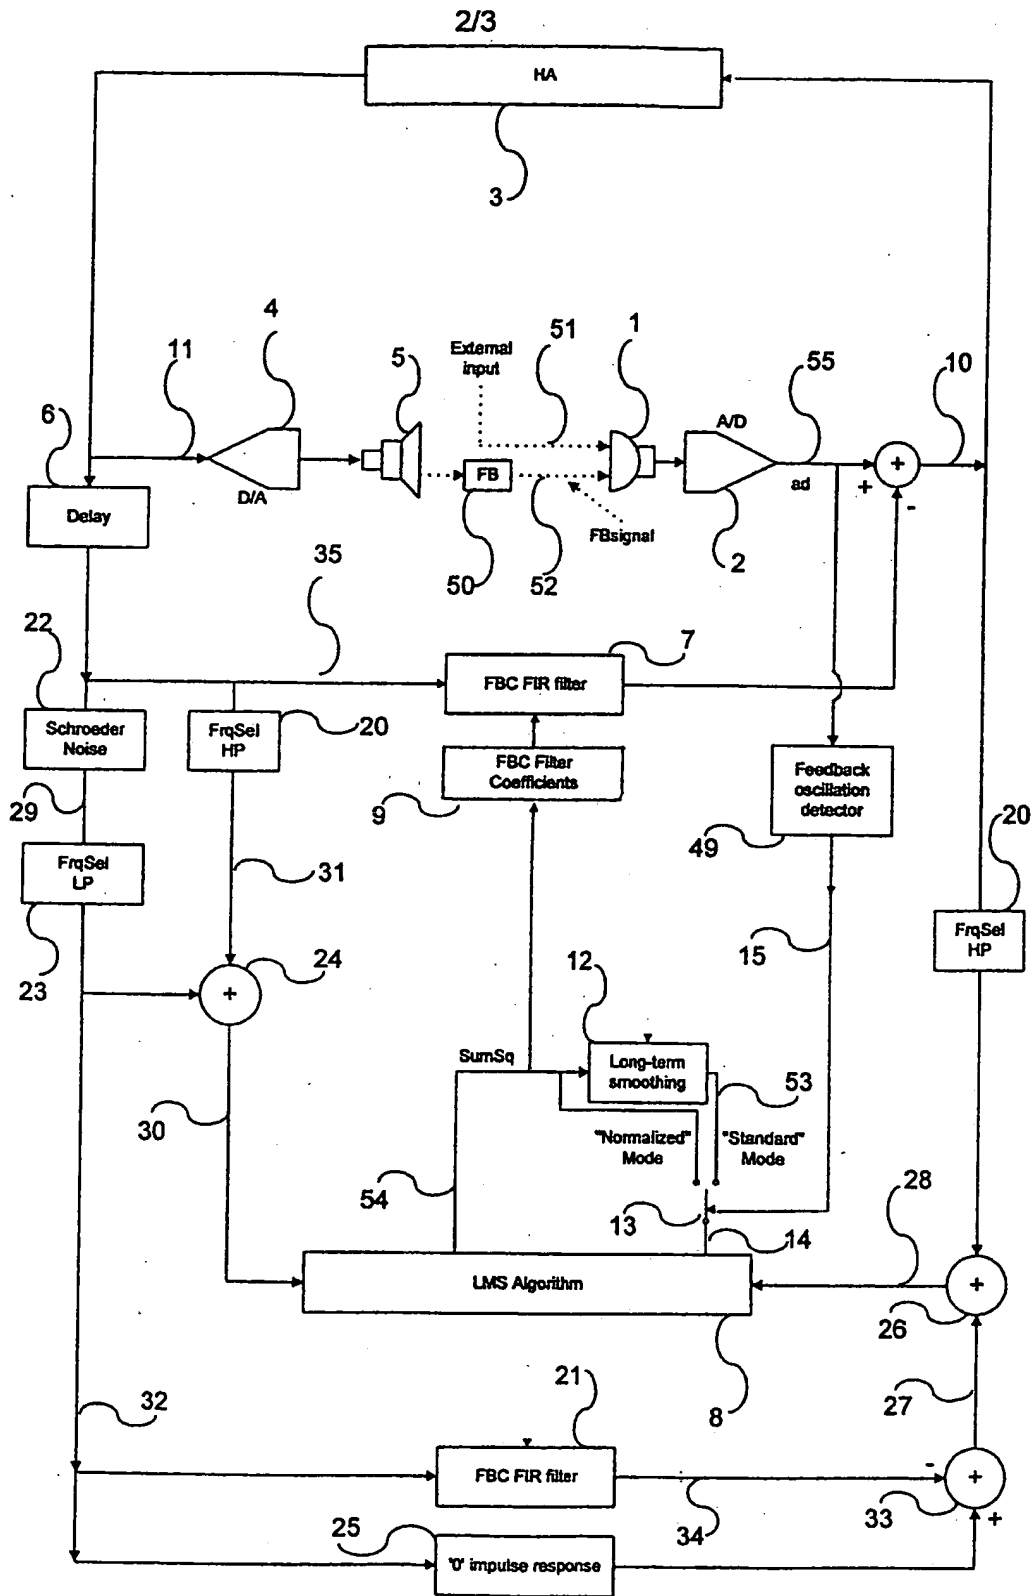 2/3
HA
3
4
11
6
5
External
input
51
1
55
10
A/D
D/A
FB
ad
+
+
-
Delay
FBsignal
50
52
2
35
22
7
FBC FIR filter
Schroeder
Noise
FrqSel
HP
20
FBC Filter
Coefficients
Feedback
oscillation
detector
29
9
49
20
FrqSel
LP
31
FrqSel
HP
23
24
+
12
15
SumSq
Long-term
smoothing
53
30
"Normalized"
Mode
"Standard"
Mode
54
13
14
28
LMS Algorithm
+
26
8
27
32
21
FBC FIR filter
-
+
34
33
+
25
'0' impulse response